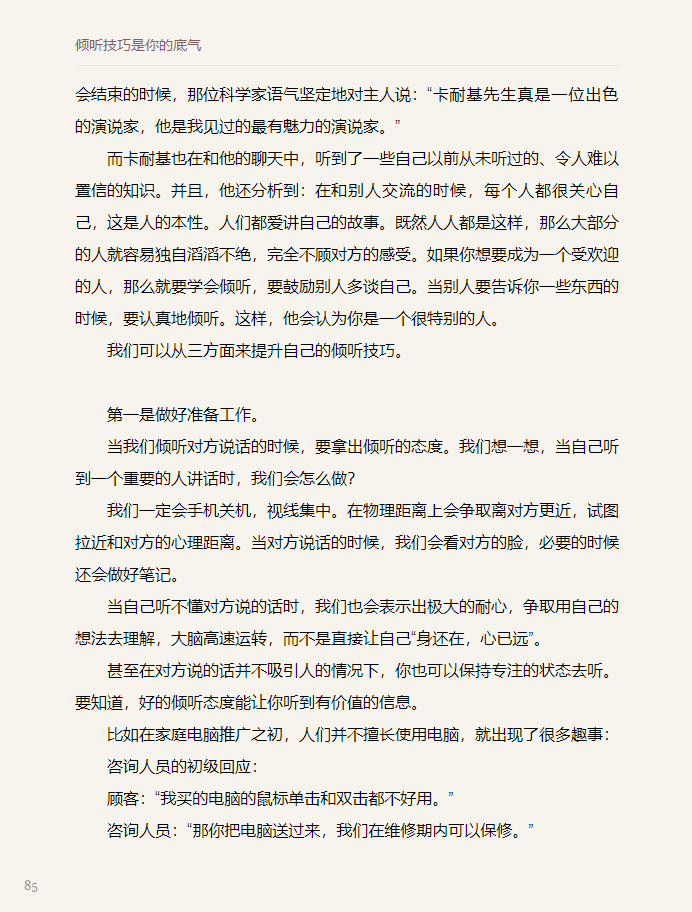 倾听技巧是你的底气
会结束的时候，那位科学家语气坚定地对主人说：“卡耐基先生真是一位出色
的演说家，他是我见过的最有魅力的演说家。”
而卡耐基也在和他的聊天中，听到了一些自己以前从未听过的、令人难以
置信的知识。并且，他还分析到：在和别人交流的时候，每个人都很关心自
己，这是人的本性。人们都爱讲自己的故事。既然人人都是这样，那么大部分
的人就容易独自滔滔不绝，完全不顾对方的感受。如果你想要成为一个受欢迎
的人，那么就要学会倾听，要鼓励别人多谈自己。当别人要告诉你一些东西的
时候，要认真地倾听。这样，他会认为你是一个很特别的人。
我们可以从三方面来提升自己的倾听技巧。
第一是做好准备工作。
当我们倾听对方说话的时候，要拿出倾听的态度。我们想一想，当自己听
到一个重要的人讲话时，我们会怎么做？
我们一定会手机关机，视线集中。在物理距离上会争取离对方更近，试图
拉近和对方的心理距离。当对方说话的时候，我们会看对方的脸，必要的时候
还会做好笔记。
当自己听不懂对方说的话时，我们也会表示出极大的耐心，争取用自己的
想法去理解，大脑高速运转，而不是直接让自己“身还在，心已远”。
甚至在对方说的话并不吸引人的情况下，你也可以保持专注的状态去听。
要知道，好的倾听态度能让你听到有价值的信息。
比如在家庭电脑推广之初，人们并不擅长使用电脑，就出现了很多趣事：
咨询人员的初级回应：
顾客：“我买的电脑的鼠标单击和双击都不好用。”
咨询人员：“那你把电脑送过来，我们在维修期内可以保修。”
85